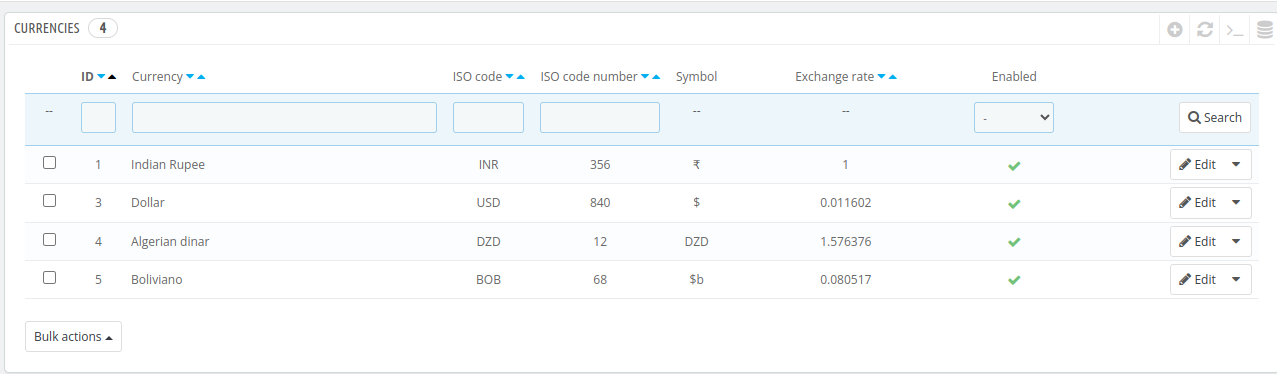 CURRENCIES 4
ID Currency ISO code ISO code number Symbol Exchange rate Enabled
-- -- -- - Search
1 Indian Rupee INR 356 ₹ 1 Edit
3 Dollar USD 840 $ 0.011602 Edit
4 Algerian dinar DZD 12 DZD 1.576376 Edit
5 Boliviano BOB 68 $b 0.080517 Edit
Bulk actions